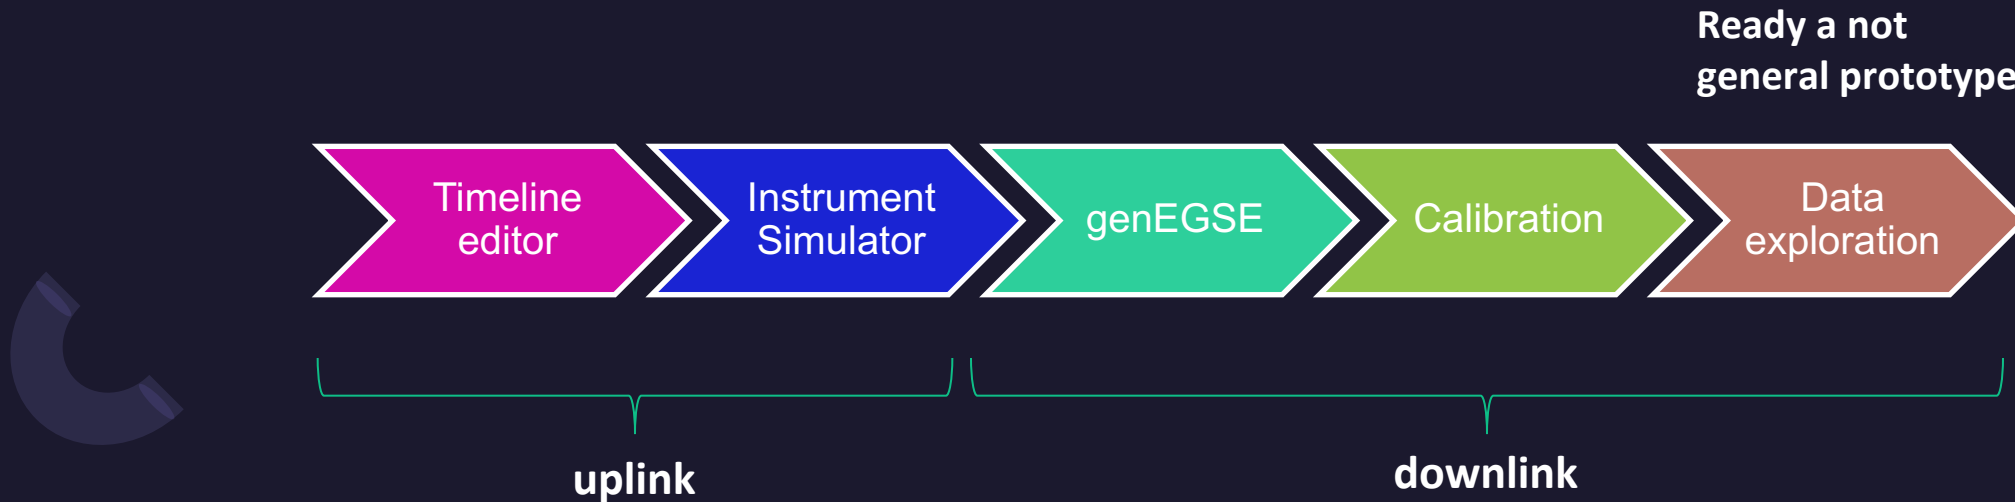 Ready a not
general prototype
Timeline
editor
Instrument
Simulator
genEGSE
Calibration
Data
exploration
uplink
downlink